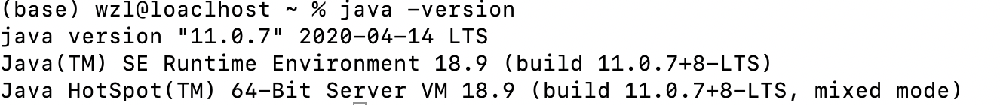 (base) wzl@loaclhost ~ % java -version
java version "11.0.7" 2020-04-14 LTS
Java(TM) SE Runtime Environment 18.9 (build 11.0.7+8-LTS)
Java HotSpot(TM) 64-Bit Server VM 18.9 (build 11.0.7+8-LTS, mixed mode)